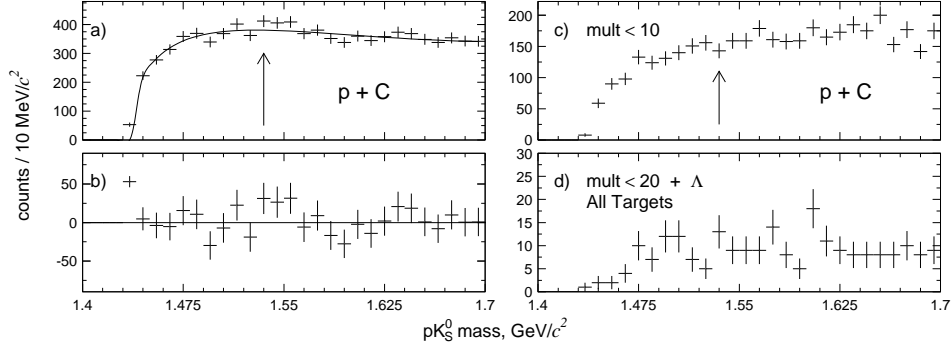 counts / 10 MeV/c²
a)
p + C
400
300
200
100
0
b)
50
0
-50
1.4
1.475
1.55
1.625
1.7
c)
mult < 10
p + C
200
150
100
50
0
d)
mult < 20 + Λ
All Targets
30
25
20
15
10
5
0
1.4
1.475
1.55
1.625
1.7
pK⁰S mass, GeV/c²